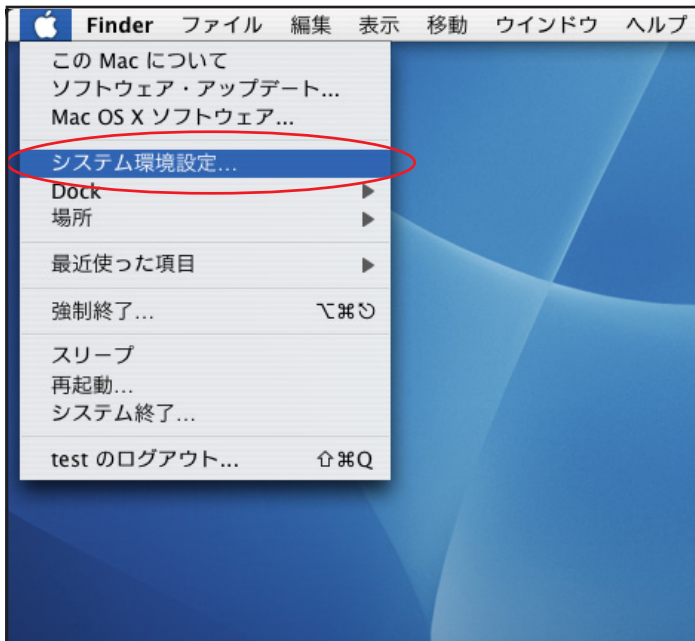 Finder ファイル 編集 表示 移動 ウインドウ ヘルプ
この Mac について
ソフトウェア・アップデート...
Mac OS X ソフトウェア...
システム環境設定...
Dock
場所
最近使った項目
強制終了... ⌥⌘⎋
スリープ
再起動...
システム終了...
test のログアウト... ⇧⌘Q